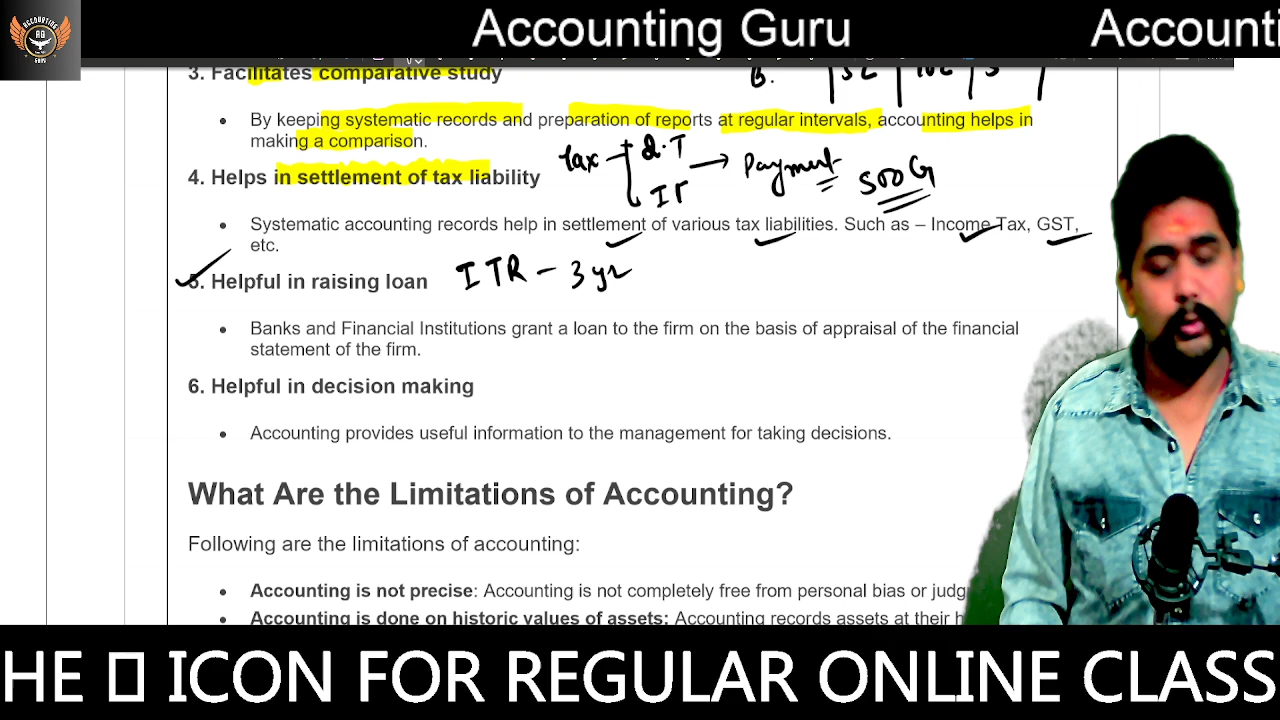 Accounting Guru
Accounti
ACCOUNTING
AG
GURU
3. Facilitates comparative study
B.
By keeping systematic records and preparation of reports at regular intervals, accounting helps in
making a comparison.
4. Helps in settlement of tax liability
tax
D.T
IT
Payment
500 G
Systematic accounting records help in settlement of various tax liabilities. Such as – Income Tax, GST,
etc.
5. Helpful in raising loan
ITR – 3 yr
Banks and Financial Institutions grant a loan to the firm on the basis of appraisal of the financial
statement of the firm.
6. Helpful in decision making
Accounting provides useful information to the management for taking decisions.
What Are the Limitations of Accounting?
Following are the limitations of accounting:
Accounting is not precise: Accounting is not completely free from personal bias or judg
Accounting is done on historic values of assets: Accounting records assets at their h
HE ICON FOR REGULAR ONLINE CLASS